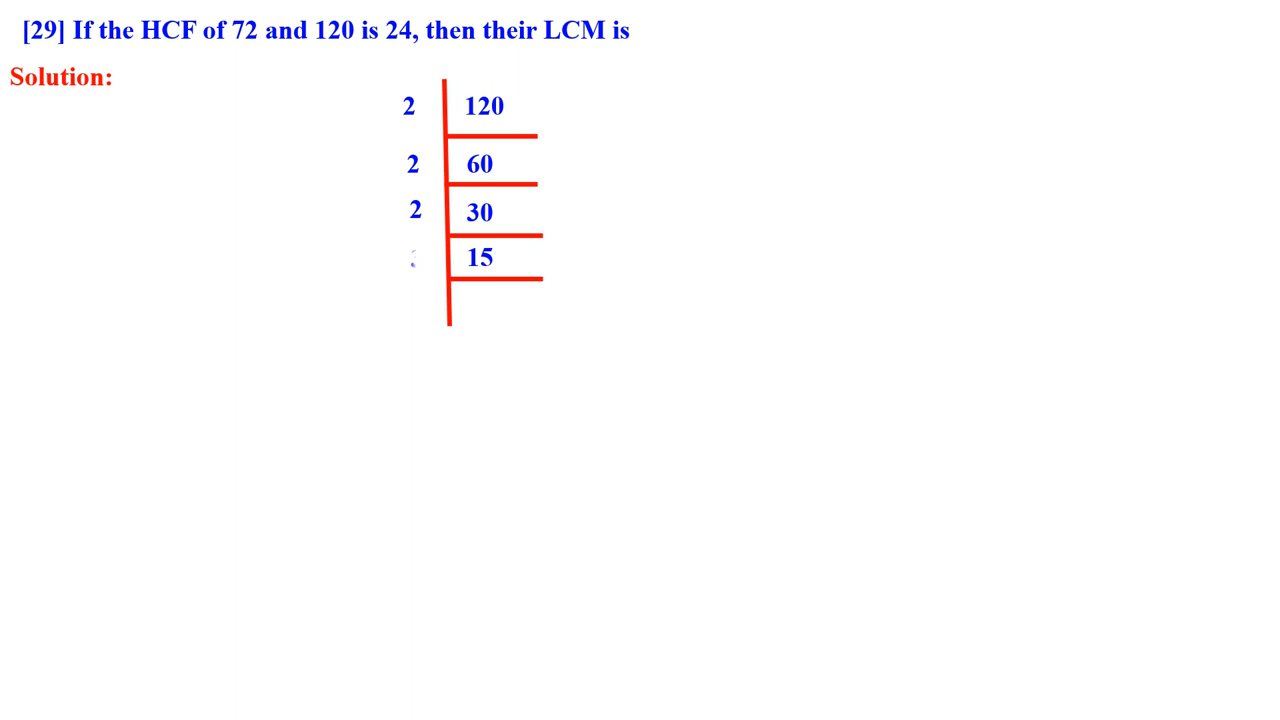 [29] If the HCF of 72 and 120 is 24, then their LCM is
Solution:
2 120
2 60
2 30
15